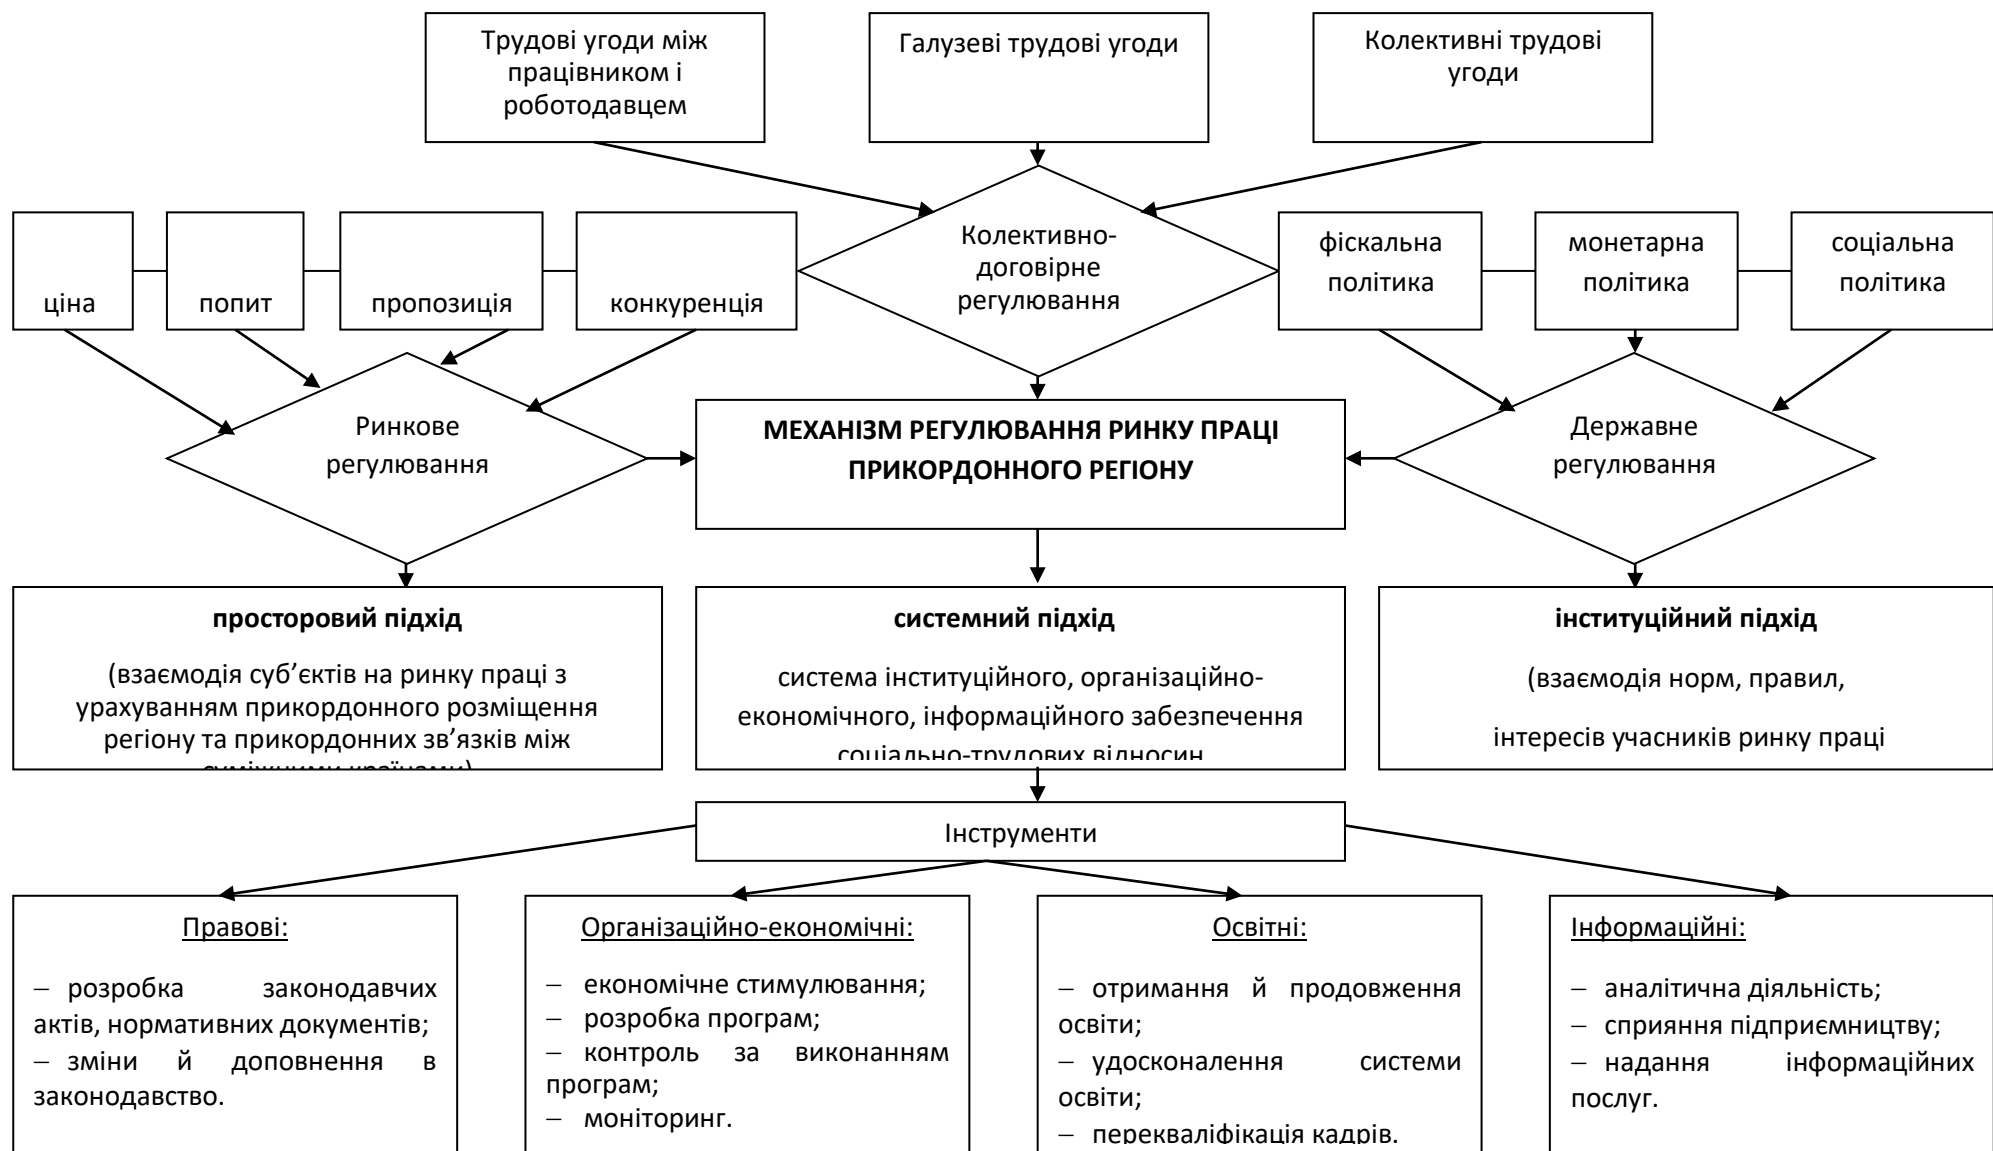 Трудові угоди між
працівником і
роботодавцем
Галузеві трудові угоди
Колективні трудові
угоди
ціна
попит
пропозиція
конкуренція
Колективно-
договірне
регулювання
фіскальна
політика
монетарна
політика
соціальна
політика
Ринкове
регулювання
МЕХАНІЗМ РЕГУЛЮВАННЯ РИНКУ ПРАЦІ
ПРИКОРДОННОГО РЕГІОНУ
Державне
регулювання
просторовий підхід
(взаємодія суб’єктів на ринку праці з
урахуванням прикордонного розміщення
регіону та прикордонних зв'язків між
суміжними країнами)
системний підхід
система інституційного, організаційно-
економічного, інформаційного забезпечення
соціально-трудових відносин
інституційний підхід
(взаємодія норм, правил,
інтересів учасників ринку праці
Інструменти
Правові:
– розробка законодавчих
актів, нормативних документів;
– зміни й доповнення в
законодавство.
Організаційно-економічні:
– економічне стимулювання;
– розробка програм;
– контроль за виконанням
програм;
– моніторинг.
Освітні:
– отримання й продовження
освіти;
– удосконалення системи
освіти;
– перекваліфікація кадрів.
Інформаційні:
– аналітична діяльність;
– сприяння підприємництву;
– надання інформаційних
послуг.